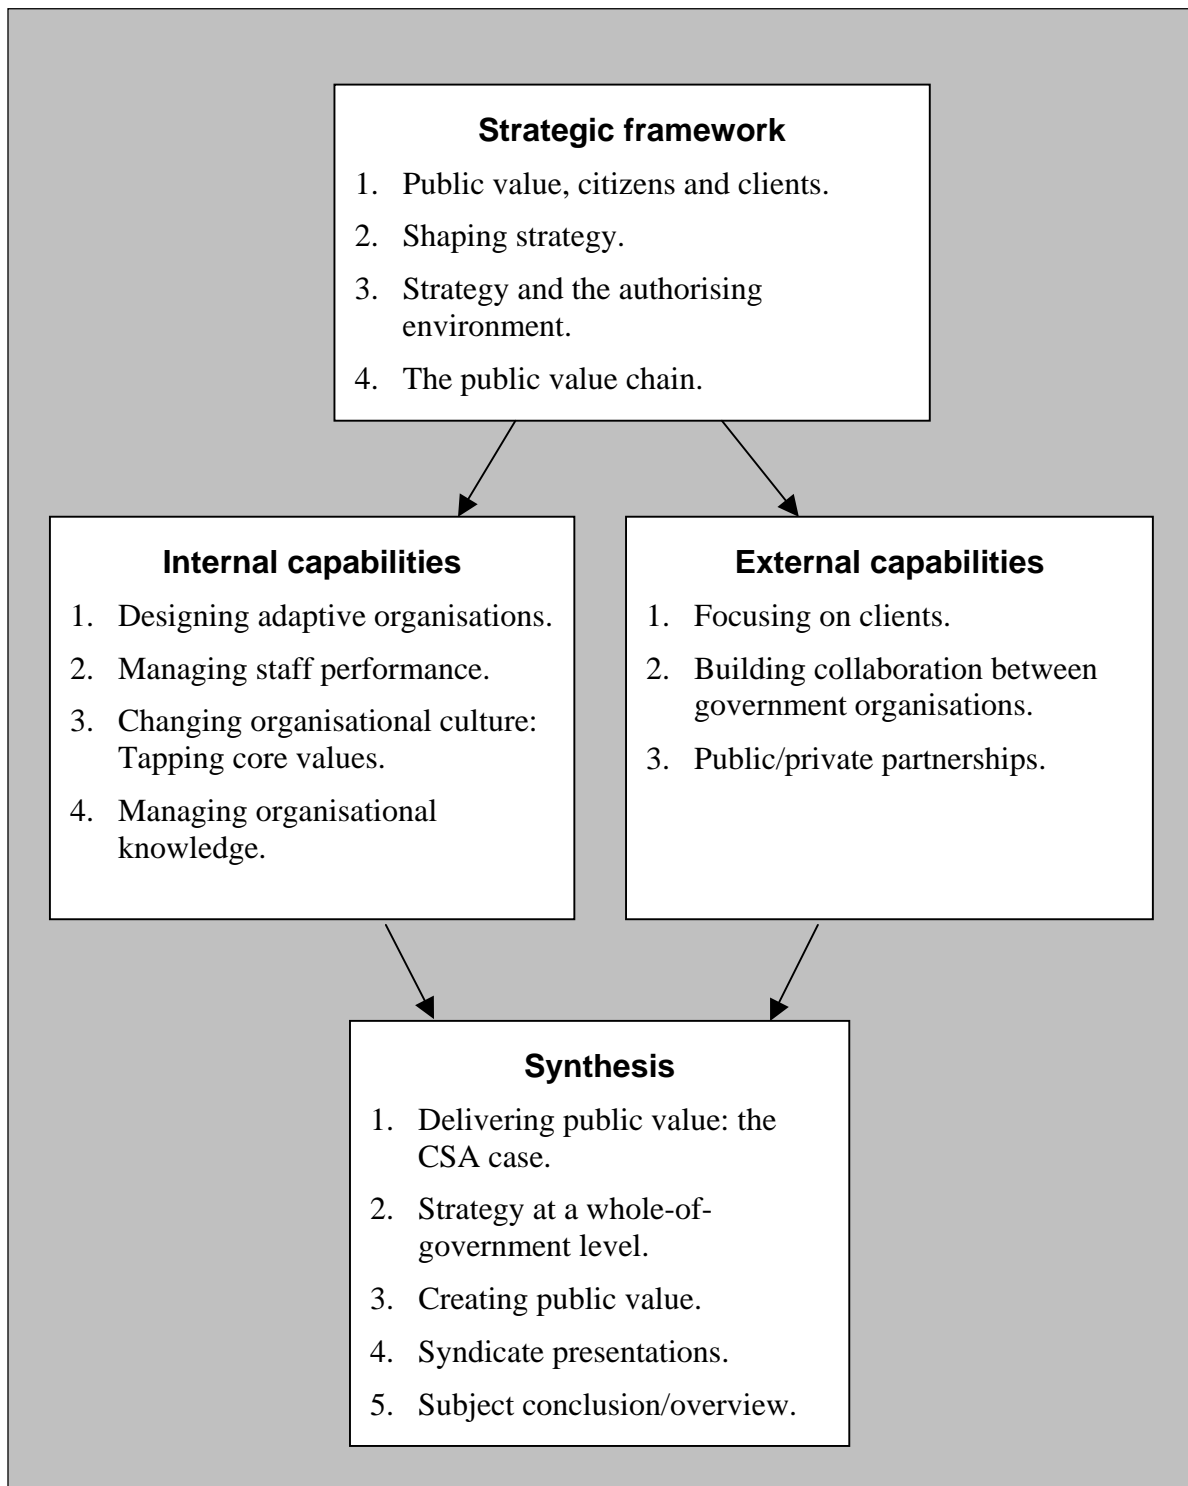 Strategic framework
1. Public value, citizens and clients.
2. Shaping strategy.
3. Strategy and the authorising
environment.
4. The public value chain.
Internal capabilities
1. Designing adaptive organisations.
2. Managing staff performance.
3. Changing organisational culture:
Tapping core values.
4. Managing organisational
knowledge.
External capabilities
1. Focusing on clients.
2. Building collaboration between
government organisations.
3. Public/private partnerships.
Synthesis
1. Delivering public value: the
CSA case.
2. Strategy at a whole-of-
government level.
3. Creating public value.
4. Syndicate presentations.
5. Subject conclusion/overview.